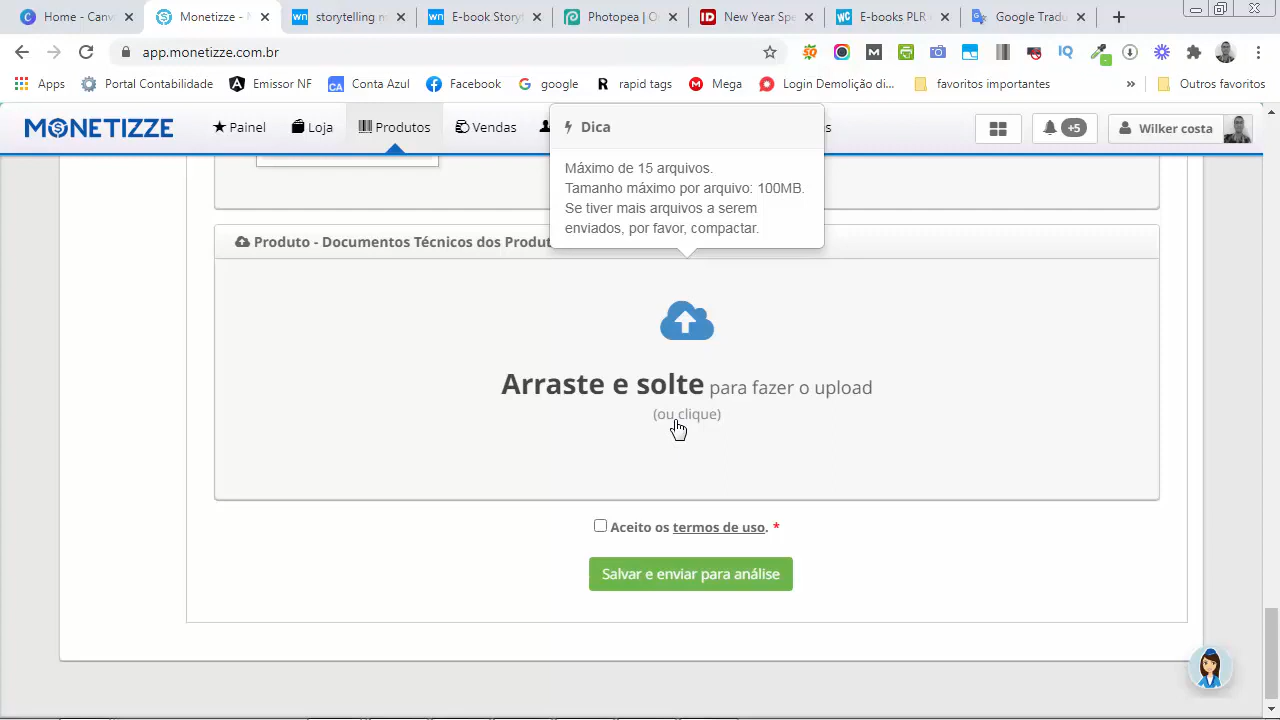 Home - Canv
Monetizze -
storytelling m
E-book Story
Photopea | O
New Year Spe
E-books PLR
Google Tradu
app.monetizze.com.br
Apps
Portal Contabilidade
Emissor NF
Conta Azul
Facebook
google
rapid tags
Mega
Login Demolição di...
favoritos importantes
»
Outros favoritos
MONETIZZE
Painel
Loja
Produtos
Vendas
s
+5
Wilker costa
Dica
Máximo de 15 arquivos.
Tamanho máximo por arquivo: 100MB.
Se tiver mais arquivos a serem
enviados, por favor, compactar.
Produto - Documentos Técnicos dos Produt
Arraste e solte para fazer o upload
(ou clique)
Aceito os termos de uso. *
Salvar e enviar para análise